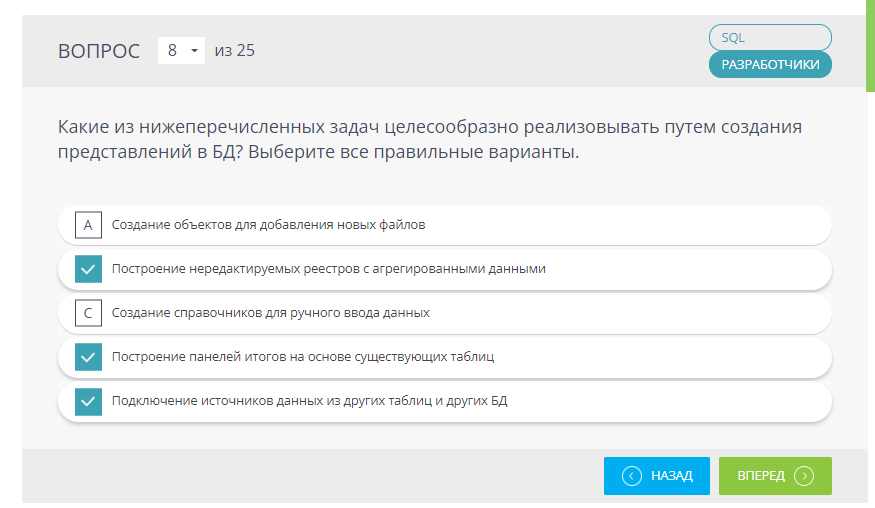 ВОПРОС 8 из 25
SQL
РАЗРАБОТЧИКИ
Какие из нижеперечисленных задач целесообразно реализовывать путем создания
представлений в БД? Выберите все правильные варианты.
A Создание объектов для добавления новых файлов
Построение нередактируемых реестров с агрегированными данными
C Создание справочников для ручного ввода данных
Построение панелей итогов на основе существующих таблиц
Подключение источников данных из других таблиц и других БД
НАЗАД ВПЕРЕД